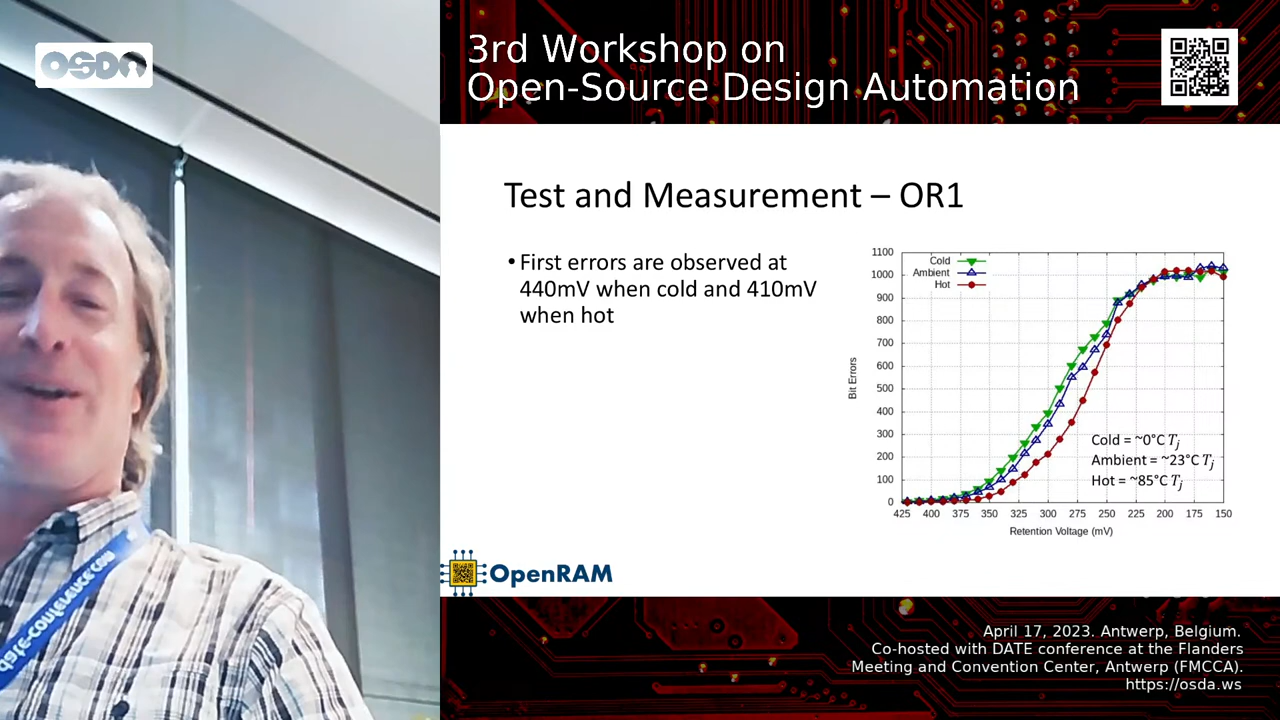 OSDA
3rd Workshop on
Open-Source Design Automation
Test and Measurement – OR1
• First errors are observed at
440mV when cold and 410mV
when hot
1100
1000
900
800
700
600
500
400
300
200
100
0
Bit Errors
Cold
Ambient
Hot
Cold = ~0°C Tj
Ambient = ~23°C Tj
Hot = ~85°C Tj
425 400 375 350 325 300 275 250 225 200 175 150
Retention Voltage (mV)
OpenRAM
date-conference.com
April 17, 2023. Antwerp, Belgium.
Co-hosted with DATE conference at the Flanders
Meeting and Convention Center, Antwerp (FMCCA).
https://osda.ws